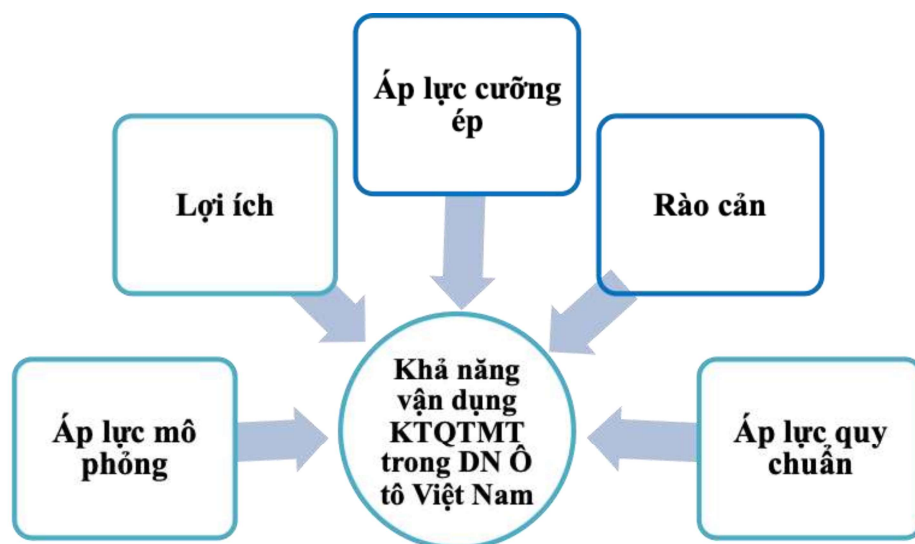 Áp lực cưỡng
ép
Lợi ích
Rào cản
Áp lực mô
phỏng
Khả năng
vận dụng
KTQTMT
trong DN Ô
tô Việt Nam
Áp lực quy
chuẩn